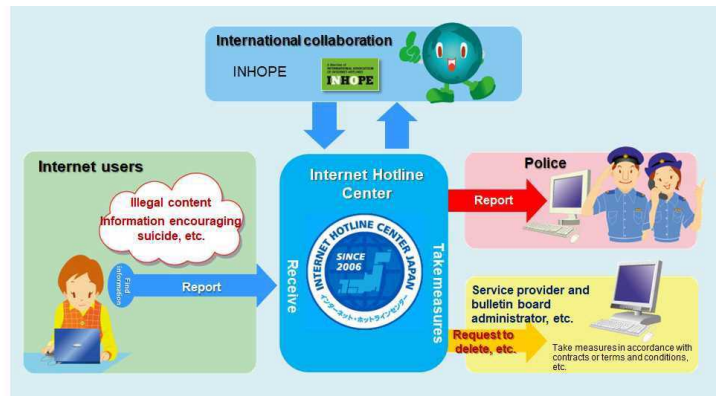 International collaboration
INHOPE
INHOPE
Internet users
Illegal content
Information encouraging
suicide, etc.
Find
information
Report
Internet Hotline
Center
Receive
INTERNET HOTLINE CENTER JAPAN
SINCE
2006
インターネット・ホットラインセンター
Take measures
Police
Report
Service provider and
bulletin board
administrator, etc.
Request to
delete, etc.
Take measures in accordance with
contracts or terms and conditions,
etc.